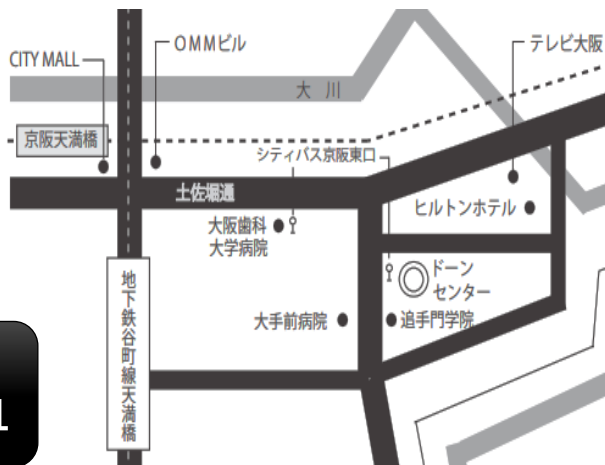 CITY MALL
OMMビル
テレビ大阪
大 川
京阪天満橋
シティバス京阪東口
土佐堀通
ヒルトンホテル
大阪歯科
大学病院
ドーン
センター
地下鉄谷町線天満橋
大手前病院
追手門学院
1